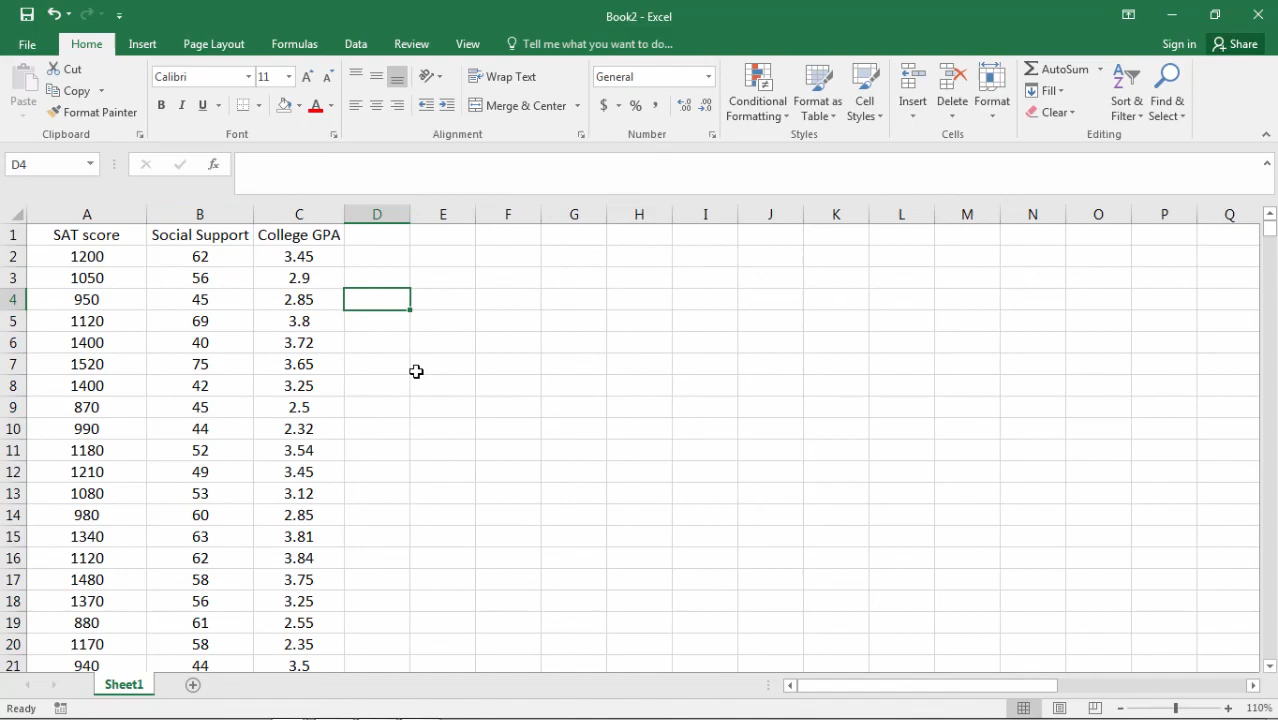 Book2 - Excel
File Home Insert Page Layout Formulas Data Review View Tell me what you want to do... Sign in Share
Paste
Cut
Copy
Format Painter
Clipboard
Calibri 11 A A
B I U A
Font
Wrap Text
Merge & Center
Alignment
General
$ % , .0 .00
Number
Conditional Formatting
Format as Table
Cell Styles
Styles
Insert Delete Format
Cells
AutoSum
Fill
Clear
Sort & Filter
Find & Select
Editing
D4 fx
A B C D E F G H I J K L M N O P Q
1 SAT score Social Support College GPA
2 1200 62 3.45
3 1050 56 2.9
4 950 45 2.85
5 1120 69 3.8
6 1400 40 3.72
7 1520 75 3.65
8 1400 42 3.25
9 870 45 2.5
10 990 44 2.32
11 1180 52 3.54
12 1210 49 3.45
13 1080 53 3.12
14 980 60 2.85
15 1340 63 3.81
16 1120 62 3.84
17 1480 58 3.75
18 1370 56 3.25
19 880 61 2.55
20 1170 58 2.35
21 940 44 3.5
Sheet1
Ready 110%